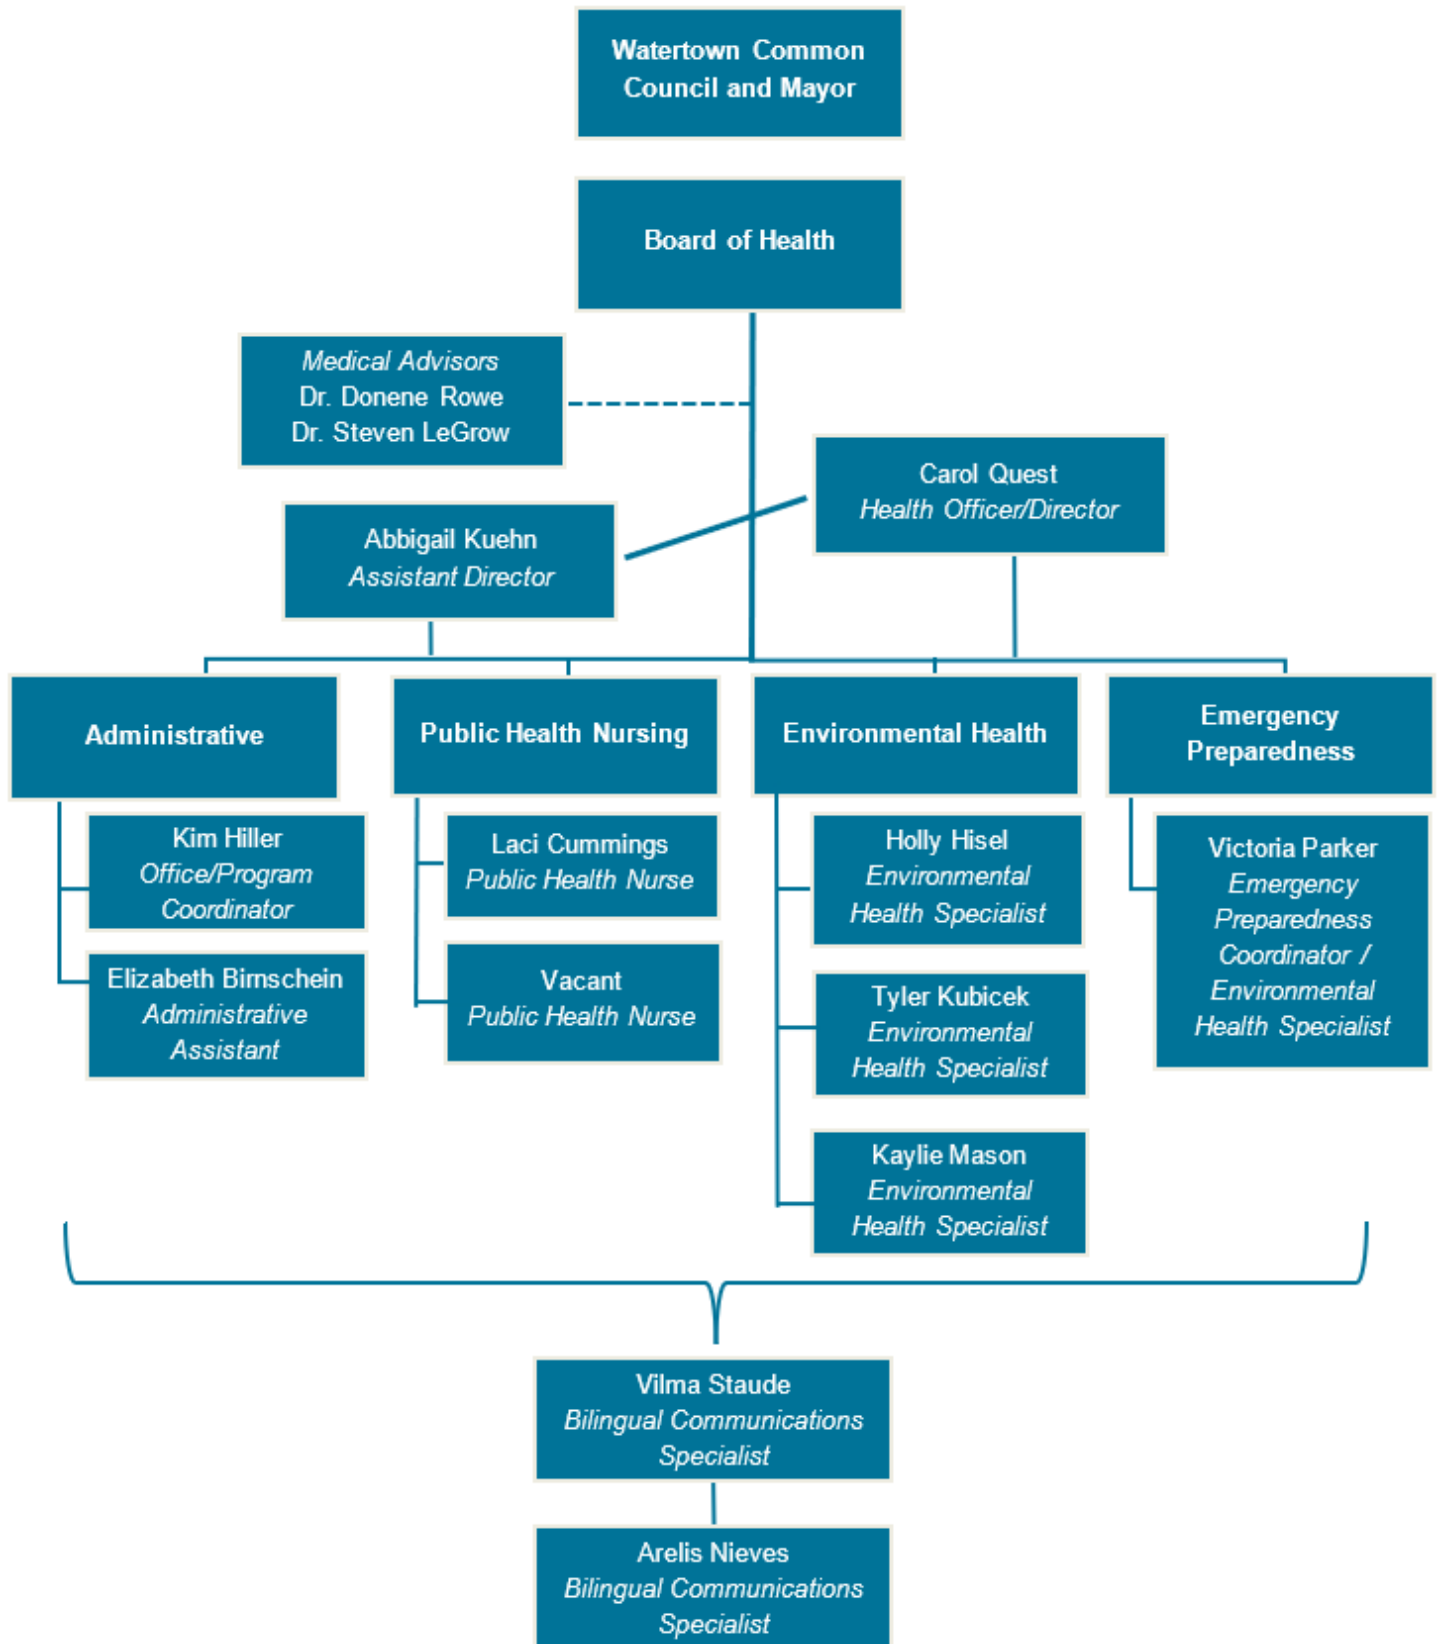 Watertown Common
Council and Mayor
Board of Health
Medical Advisors
Dr. Donene Rowe
Dr. Steven LeGrow
Carol Quest
Health Officer/Director
Abbigail Kuehn
Assistant Director
Administrative
Public Health Nursing
Environmental Health
Emergency
Preparedness
Kim Hiller
Office/Program
Coordinator
Elizabeth Birnschein
Administrative
Assistant
Laci Cummings
Public Health Nurse
Vacant
Public Health Nurse
Holly Hisel
Environmental
Health Specialist
Tyler Kubicek
Environmental
Health Specialist
Kaylie Mason
Environmental
Health Specialist
Victoria Parker
Emergency
Preparedness
Coordinator /
Environmental
Health Specialist
Vilma Staude
Bilingual Communications
Specialist
Arelis Nieves
Bilingual Communications
Specialist